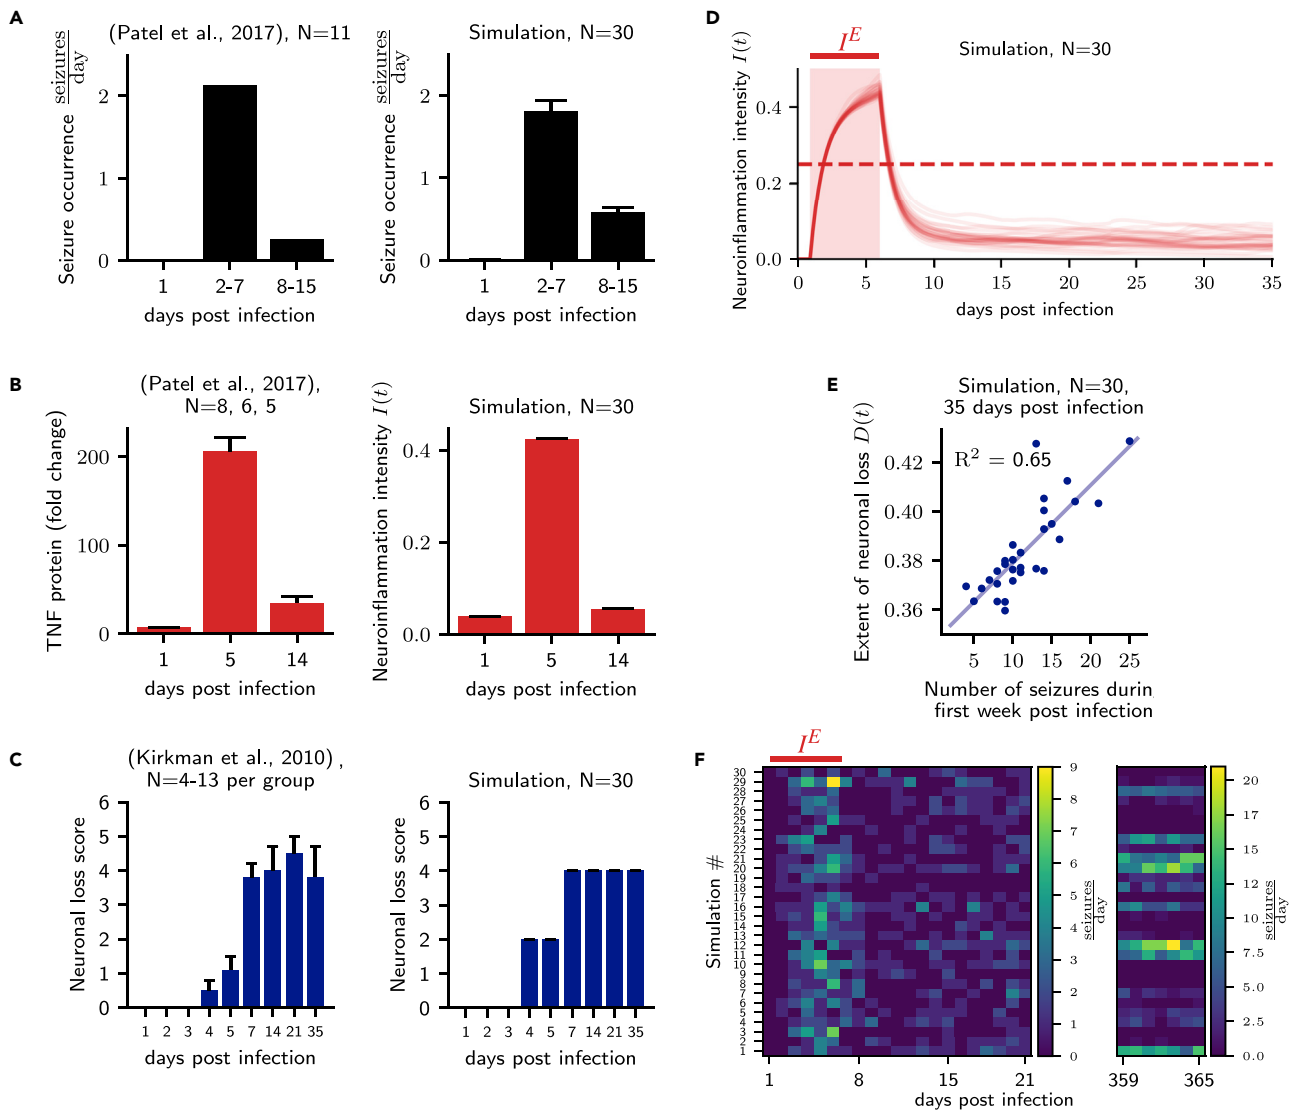 A
(Patel et al., 2017), N=11
Seizure occurrence seizures/day
2
1
0
1
2-7
8-15
days post infection
Simulation, N=30
Seizure occurrence seizures/day
2
1
0
1
2-7
8-15
days post infection
B
(Patel et al., 2017),
N=8, 6, 5
TNF protein (fold change)
200
100
0
1
5
14
days post infection
Simulation, N=30
Neuroinflammation intensity I(t)
0.4
0.2
0.0
1
5
14
days post infection
C
(Kirkman et al., 2010) ,
N=4-13 per group
Neuronal loss score
6
5
4
3
2
1
0
1 2 3 4 5 7 14 21 35
days post infection
Simulation, N=30
Neuronal loss score
6
5
4
3
2
1
0
1 2 3 4 5 7 14 21 35
days post infection
D
I^E
Simulation, N=30
Neuroinflammation intensity I(t)
0.4
0.2
0.0
0 5 10 15 20 25 30 35
days post infection
E
Simulation, N=30,
35 days post infection
R² = 0.65
Extent of neuronal loss D(t)
0.42
0.40
0.38
0.36
5 10 15 20 25
Number of seizures durin
first week post infection
F
I^E
Simulation #
30
29
28
27
26
25
24
23
22
21
20
19
18
17
16
15
14
13
12
11
10
9
8
7
6
5
4
3
2
1
1 8 15 21
days post infection
9
8
7
6
5
4
3
2
1
0
seizures/day
359 365
20
17.5
15
12.5
10
7.5
5.0
2.5
0.0
seizures/day